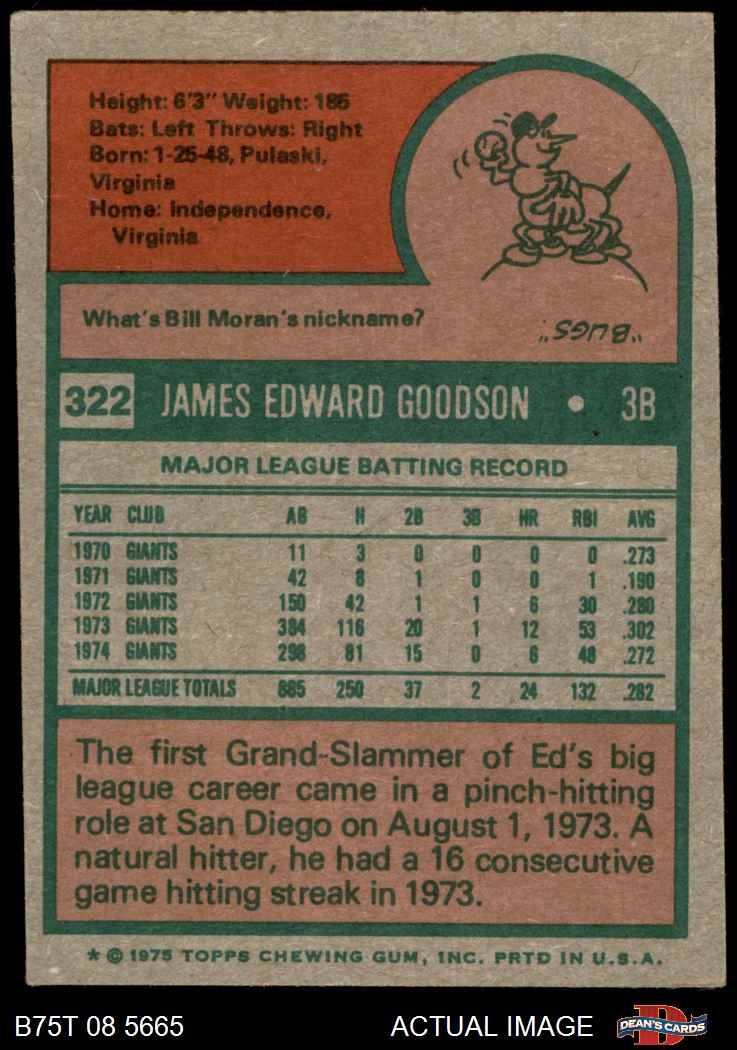 Height: 6'3" Weight: 185
Bats: Left Throws: Right
Born: 1-25-48, Pulaski,
Virginia
Home: Independence,
Virginia
What's Bill Moran's nickname?
"BUGS"
322 JAMES EDWARD GOODSON • 3B
MAJOR LEAGUE BATTING RECORD
YEAR CLUB AB H 2B 3B HR RBI AVG
1970 GIANTS 11 3 0 0 0 0 .273
1971 GIANTS 42 8 1 0 0 1 .190
1972 GIANTS 150 42 1 1 6 30 .280
1973 GIANTS 384 116 20 1 12 53 .302
1974 GIANTS 298 81 15 0 6 48 .272
MAJOR LEAGUE TOTALS 885 250 37 2 24 132 .282
The first Grand-Slammer of Ed's big
league career came in a pinch-hitting
role at San Diego on August 1, 1973. A
natural hitter, he had a 16 consecutive
game hitting streak in 1973.
* © 1975 TOPPS CHEWING GUM, INC. PRTD IN U.S.A.
B75T 08 5665 ACTUAL IMAGE D DEAN'S CARDS